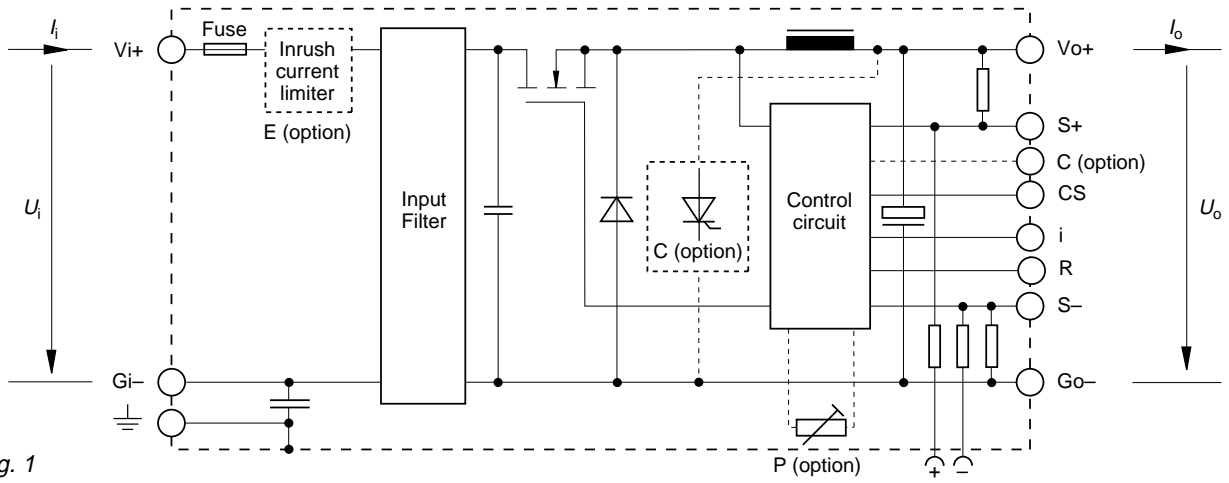 Ii
Vi+
Fuse
Inrush
current
limiter
E (option)
Vo+
Io
S+
C (option)
CS
Ui
Input
Filter
Control
circuit
Uo
C (option)
i
R
S–
Gi–
Go–
P (option)
+
–
g. 1